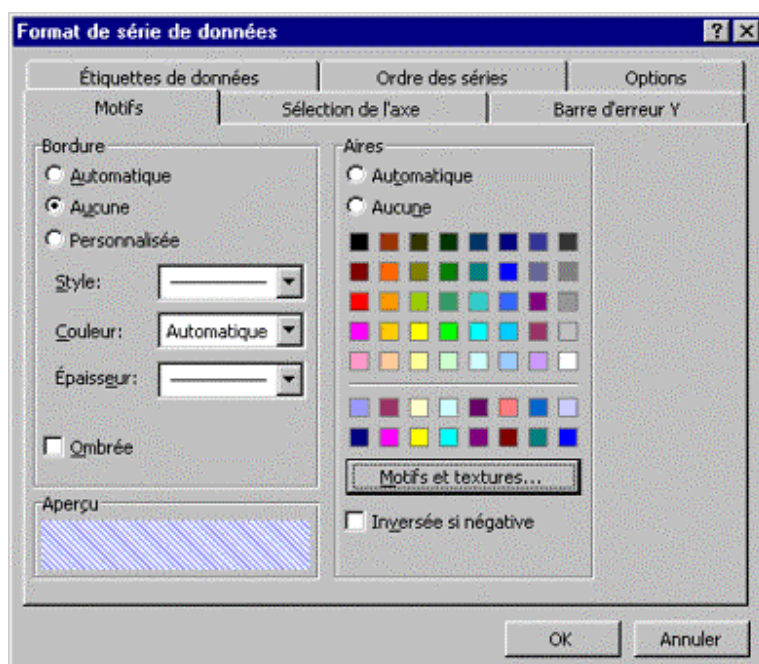 Format de série de données
Étiquettes de données
Ordre des séries
Options
Motifs
Sélection de l'axe
Barre d'erreur Y
Bordure
Automatique
Aucune
Personnalisée
Style:
Couleur:
Automatique
Épaisseur:
Ombrée
Aperçu
Aires
Automatique
Aucune
Motifs et textures...
Inversée si négative
OK
Annuler